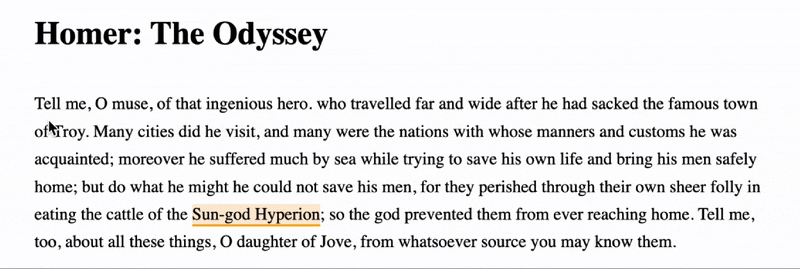 Homer: The Odyssey
Tell me, O muse, of that ingenious hero. who travelled far and wide after he had sacked the famous town
of Troy. Many cities did he visit, and many were the nations with whose manners and customs he was
acquainted; moreover he suffered much by sea while trying to save his own life and bring his men safely
home; but do what he might he could not save his men, for they perished through their own sheer folly in
eating the cattle of the Sun-god Hyperion; so the god prevented them from ever reaching home. Tell me,
too, about all these things, O daughter of Jove, from whatsoever source you may know them.